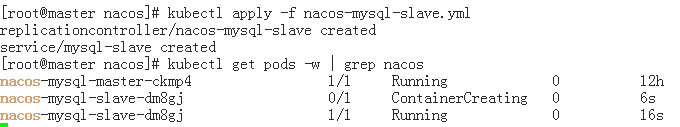 [root@master nacos]# kubectl apply -f nacos-mysql-slave.yml
replicationcontroller/nacos-mysql-slave created
service/mysql-slave created
[root@master nacos]# kubectl get pods -w | grep nacos
nacos-mysql-master-ckmp4 1/1 Running 0 12h
nacos-mysql-slave-dm8gj 0/1 ContainerCreating 0 6s
nacos-mysql-slave-dm8gj 1/1 Running 0 16s